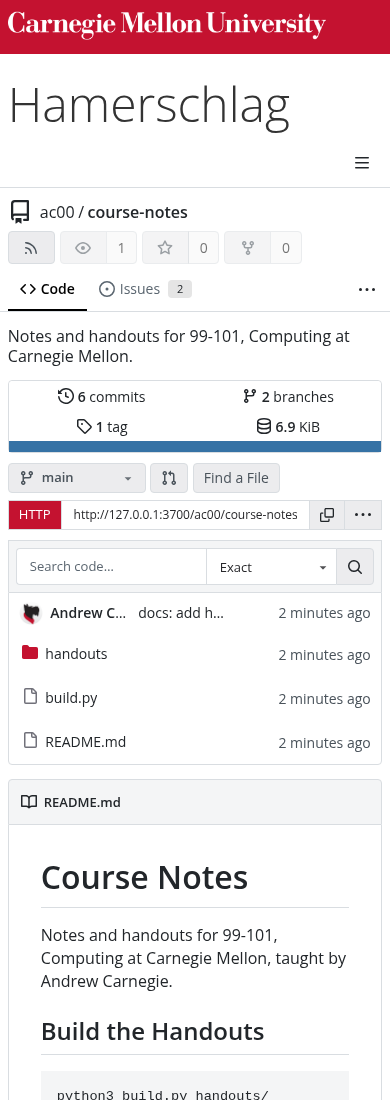 Carnegie Mellon University
Hamerschlag
ac00 / course-notes
1 0 0
Code Issues 2
Notes and handouts for 99-101, Computing at
Carnegie Mellon.
6 commits 2 branches
1 tag 6.9 KiB
main Find a File
HTTP http://127.0.0.1:3700/ac00/course-notes
Search code... Exact
Andrew C... docs: add h... 2 minutes ago
handouts 2 minutes ago
build.py 2 minutes ago
README.md 2 minutes ago
README.md
Course Notes
Notes and handouts for 99-101,
Computing at Carnegie Mellon, taught by
Andrew Carnegie.
Build the Handouts
python3 build.py handouts/